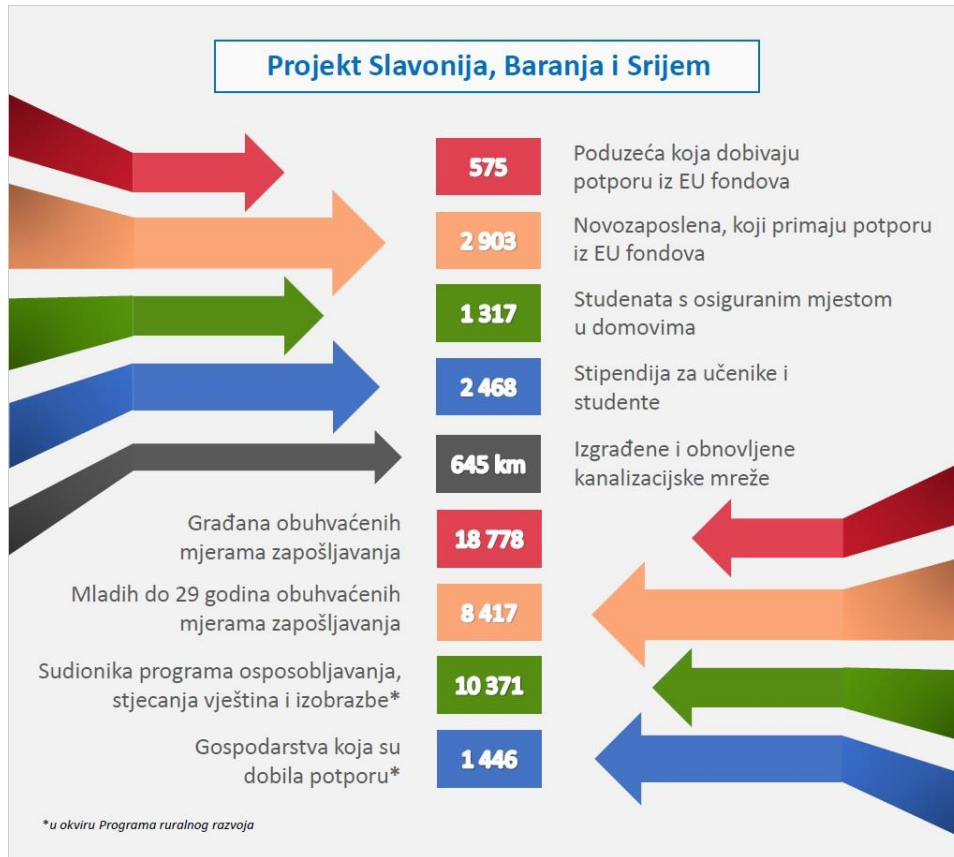 Projekt Slavonija, Baranja i Srijem
575
Poduzeća koja dobivaju
potporu iz EU fondova
2 903
Novozaposlena, koji primaju potporu
iz EU fondova
1 317
Studenata s osiguranim mjestom
u domovima
2 468
Stipendija za učenike i
studente
645 km
Izgrađene i obnovljene
kanalizacijske mreže
Građana obuhvaćenih
mjerama zapošljavanja
18 778
Mladih do 29 godina obuhvaćenih
mjerama zapošljavanja
8 417
Sudionika programa osposobljavanja,
stjecanja vještina i izobrazbe*
10 371
Gospodarstva koja su
dobila potporu*
1 446
*u okviru Programa ruralnog razvoja